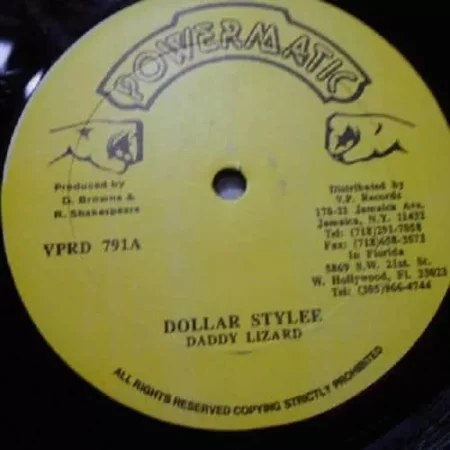 POWERMATIC
Produced by
D. Browne &
R. Shakespeare
VPRD 791A
Distributed by
V.P. Records
170-21 Jamaica Ave.
Jamaica, N.Y. 11432
Tel: (718)291-7058
Fax: (718)658-3573
In Florida
5869 S.W. 21st. St.
W. Hollywood, FL 33023
Tel: (305)966-4744
DOLLAR STYLEE
DADDY LIZARD
ALL RIGHTS RESERVED COPYING STRICTLY PROHIBITED